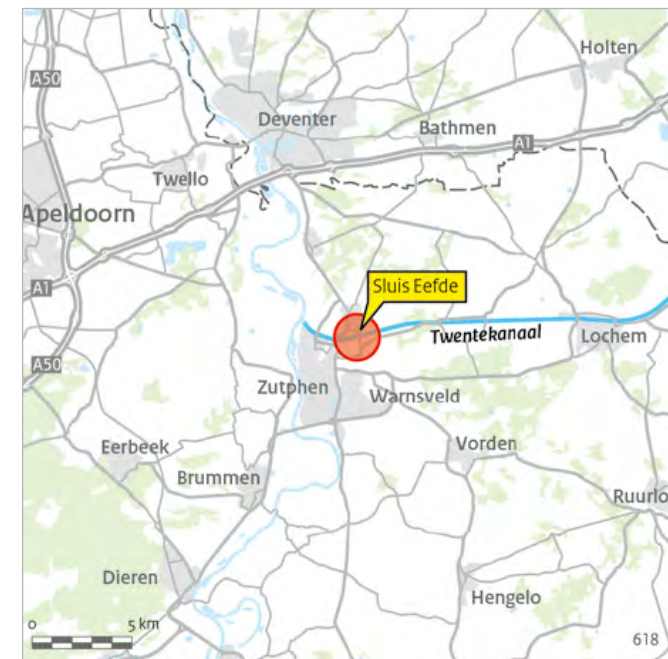 Holten
A50
Deventer
Bathmen
A1
Twello
Apeldoorn
Sluis Eefde
A1
Twentekanaal
Lochem
A50
Zutphen
Warnsveld
Eerbeek
Vorden
Brummen
Ruurlo
Dieren
Hengelo
0 5 km
618